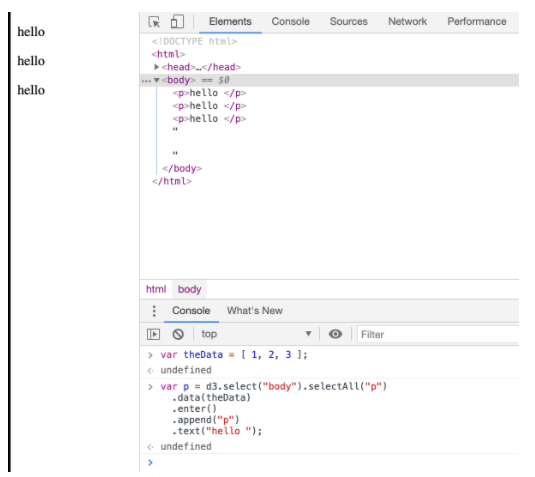 hello
hello
hello
Elements Console Sources Network Performance
<!DOCTYPE html>
<html>
▶<head>…</head>
…▼<body> == $0
<p>hello </p>
<p>hello </p>
<p>hello </p>
"
"
</body>
</html>
html body
Console What's New
top ▼ Filter
> var theData = [ 1, 2, 3 ];
< undefined
> var p = d3.select("body").selectAll("p")
.data(theData)
.enter()
.append("p")
.text("hello ");
< undefined
>